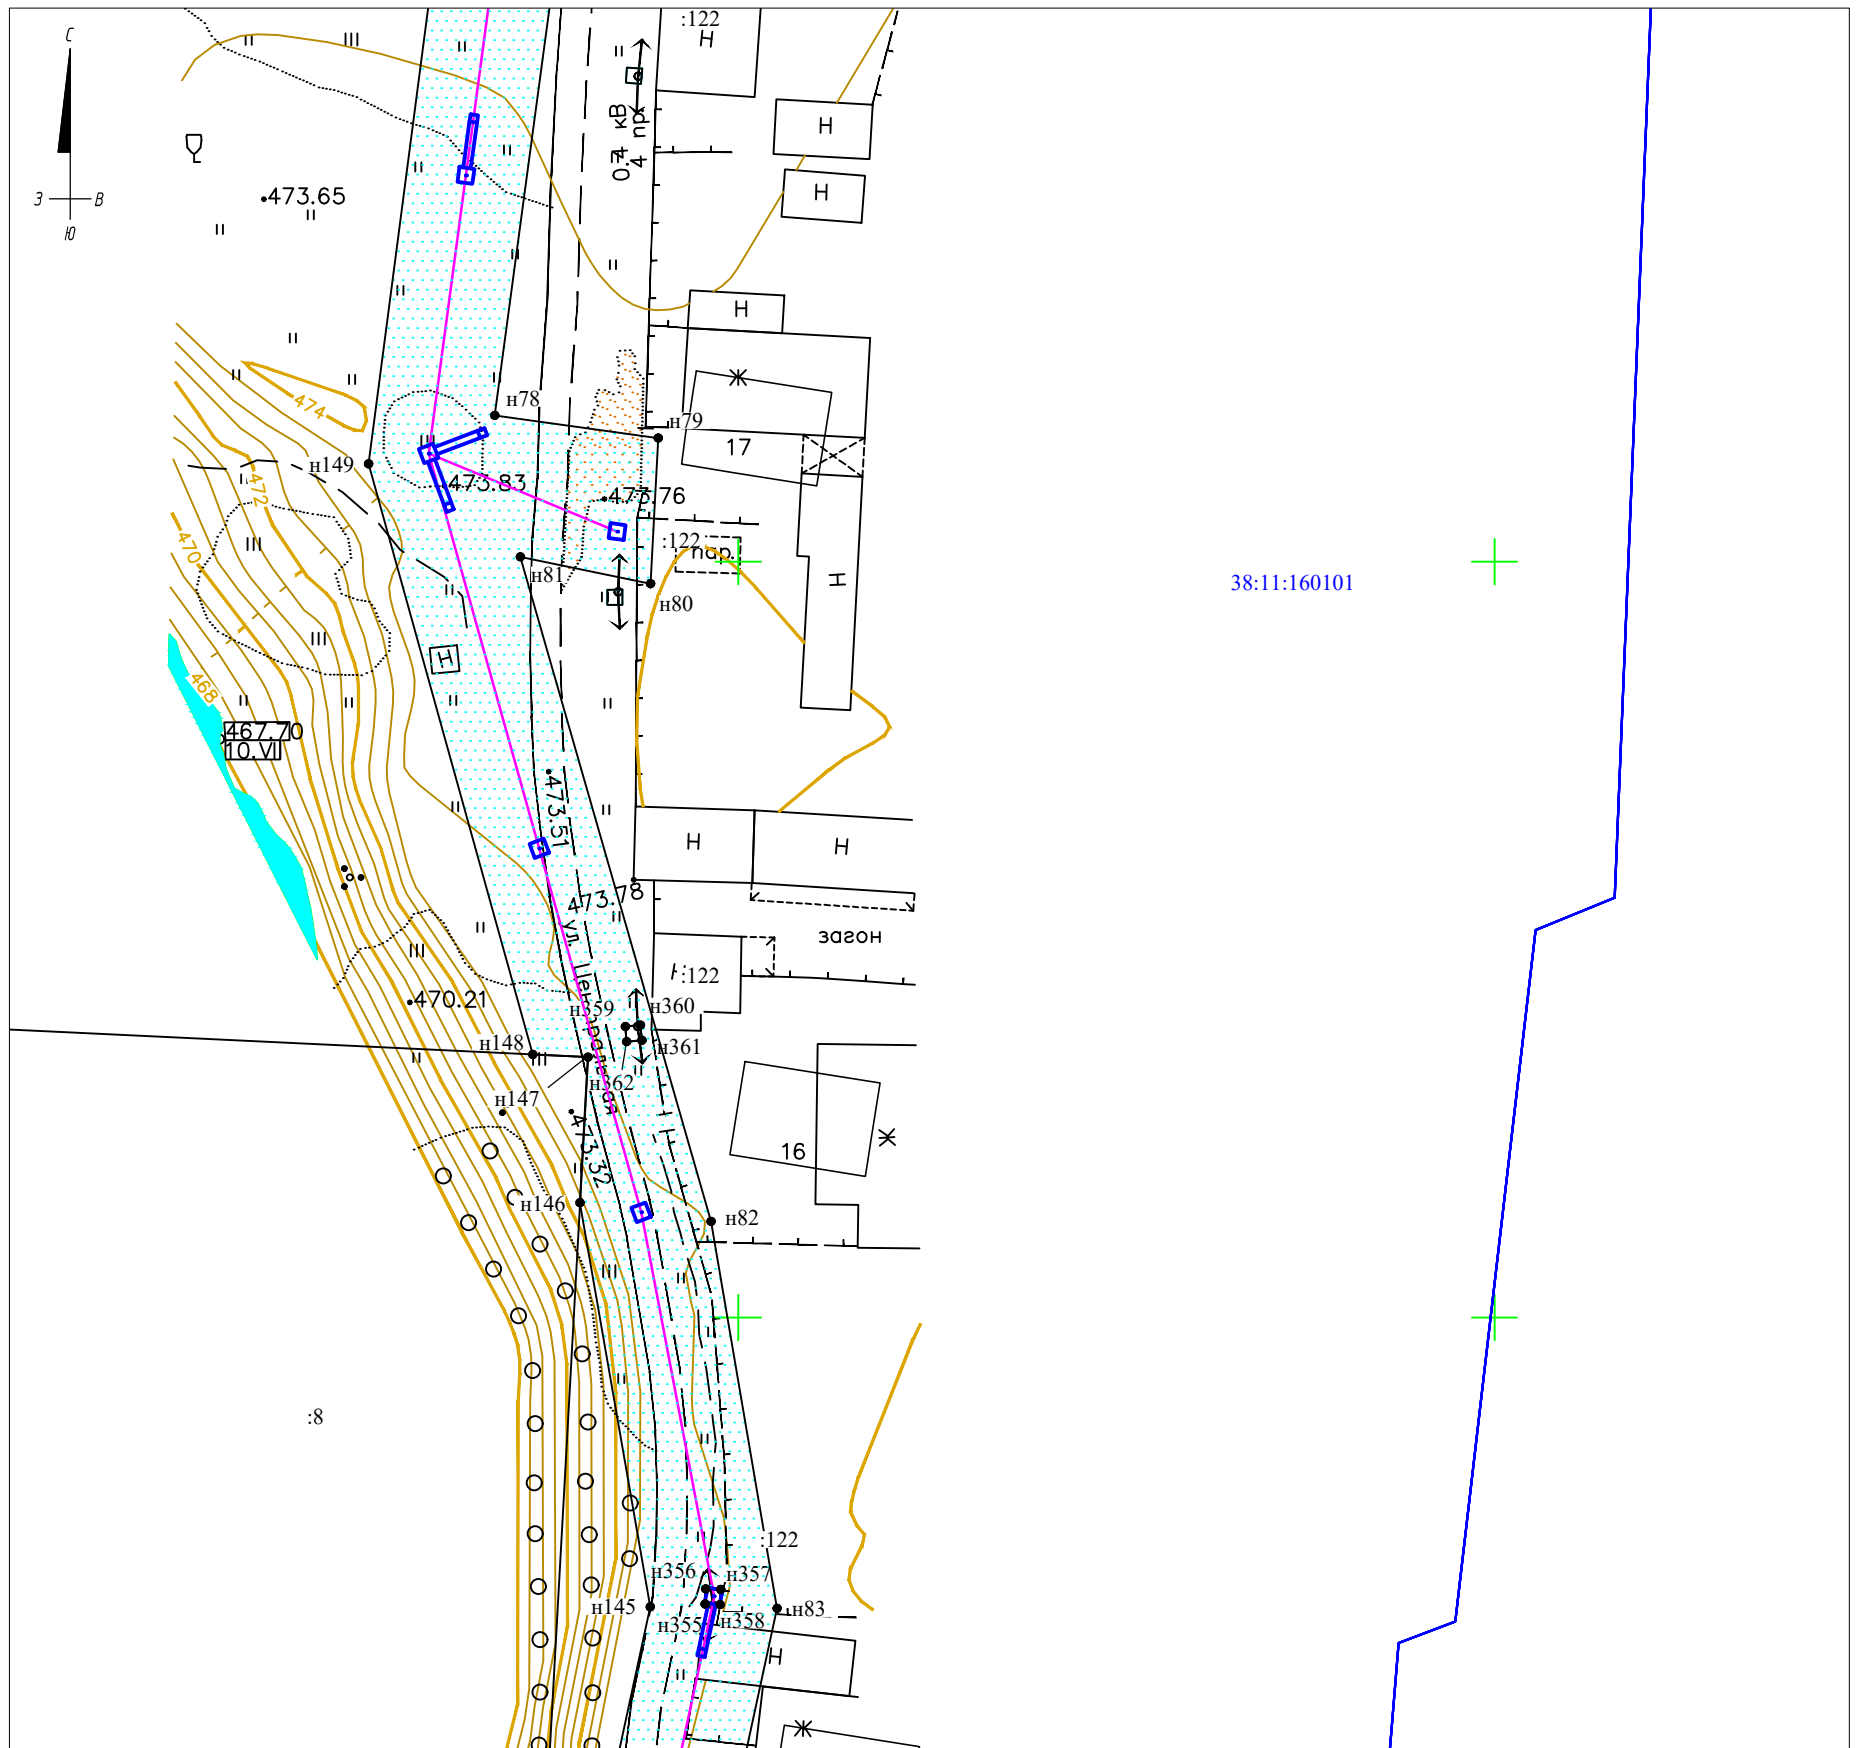 :122
Н
С
0.4 кВ
4 пр.
Н
З
В
473.65
Н
Ю
Н
Ж
474
н78
н79
17
н149
472
473.83
473.76
470
:122
пар.
н81
Н
38:11:160101
н80
Н
468
467.70
10.VI
473.51
Н
Н
473.78
загон
ул. Центральная
:122
470.21
н359
н360
н148
н361
н362
н147
473.32
16
Ж
н146
н82
:8
:122
н356
н357
н145
н83
н355
н358
Н
Ж